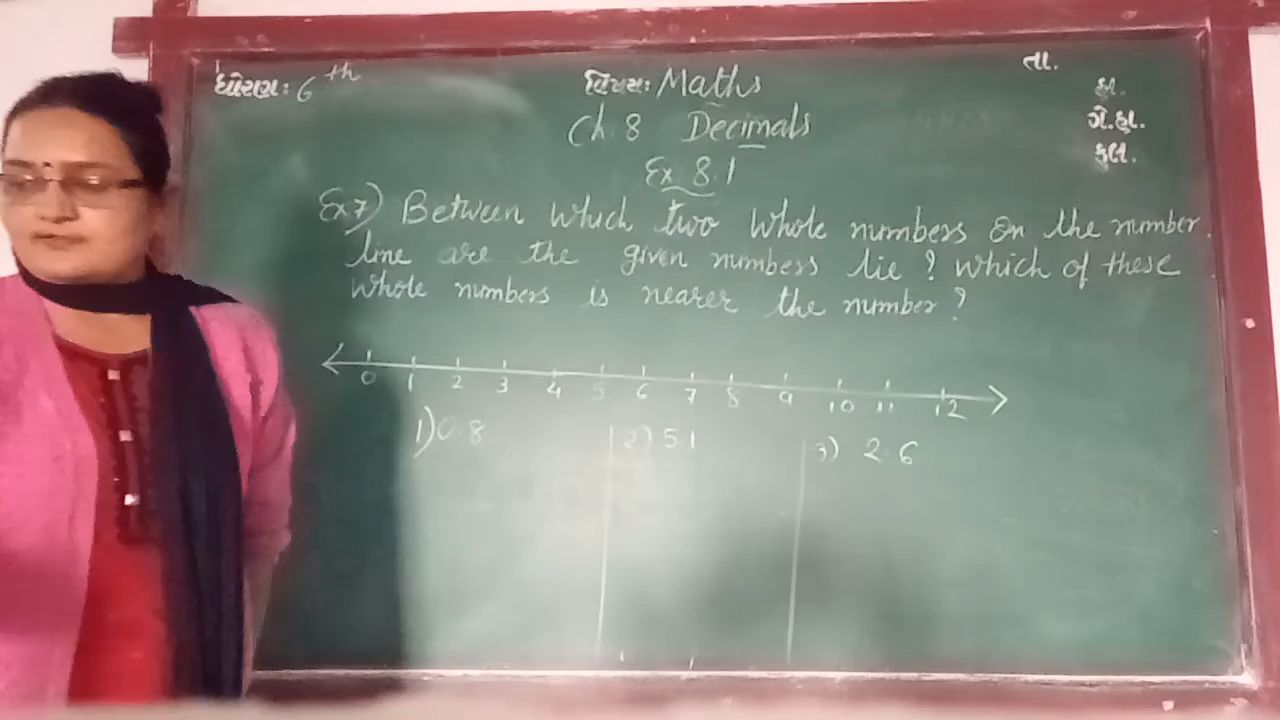 ધોરણ: 6th વિષય: Maths તા.
Ch. 8 Decimals હા.
ગે.હા.
Ex 8.1 કુલ.
Ex 7) Between which two whole numbers on the number
line are the given numbers lie ? which of these
whole numbers is nearer the number ?
0 1 2 3 4 5 6 7 8 9 10 11 12
1) 0.8 2) 5.1 3) 2.6